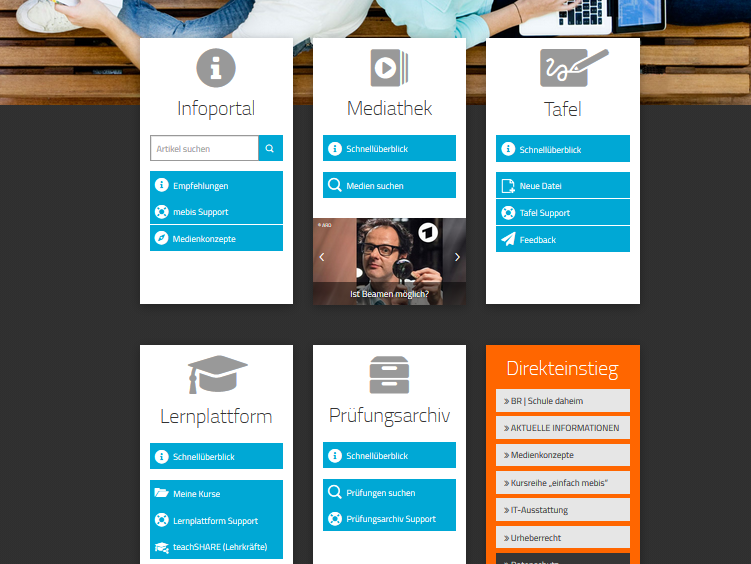 Infoportal
Artikel suchen
Empfehlungen
mebis Support
Medienkonzepte
Mediathek
Schnellüberblick
Medien suchen
© ARD
Ist Beamen möglich?
Tafel
Schnellüberblick
Neue Datei
Tafel Support
Feedback
Lernplattform
Schnellüberblick
Meine Kurse
Lernplattform Support
teachSHARE (Lehrkräfte)
Prüfungsarchiv
Schnellüberblick
Prüfungen suchen
Prüfungsarchiv Support
Direkteinstieg
» BR | Schule daheim
» AKTUELLE INFORMATIONEN
» Medienkonzepte
» Kursreihe „einfach mebis“
» IT-Ausstattung
» Urheberrecht
» Datenschutz